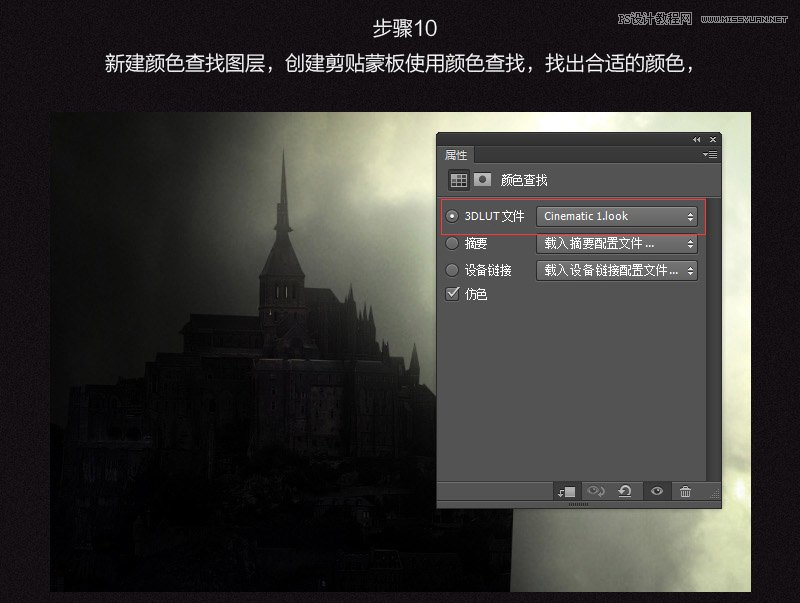 步骤10
PS设计教程网 WWW.MISSYUAN.NET
新建颜色查找图层，创建剪贴蒙板使用颜色查找，找出合适的颜色，
属性
颜色查找
3DLUT 文件 Cinematic 1.look
摘要 载入摘要配置文件...
设备链接 载入设备链接配置文件...
仿色